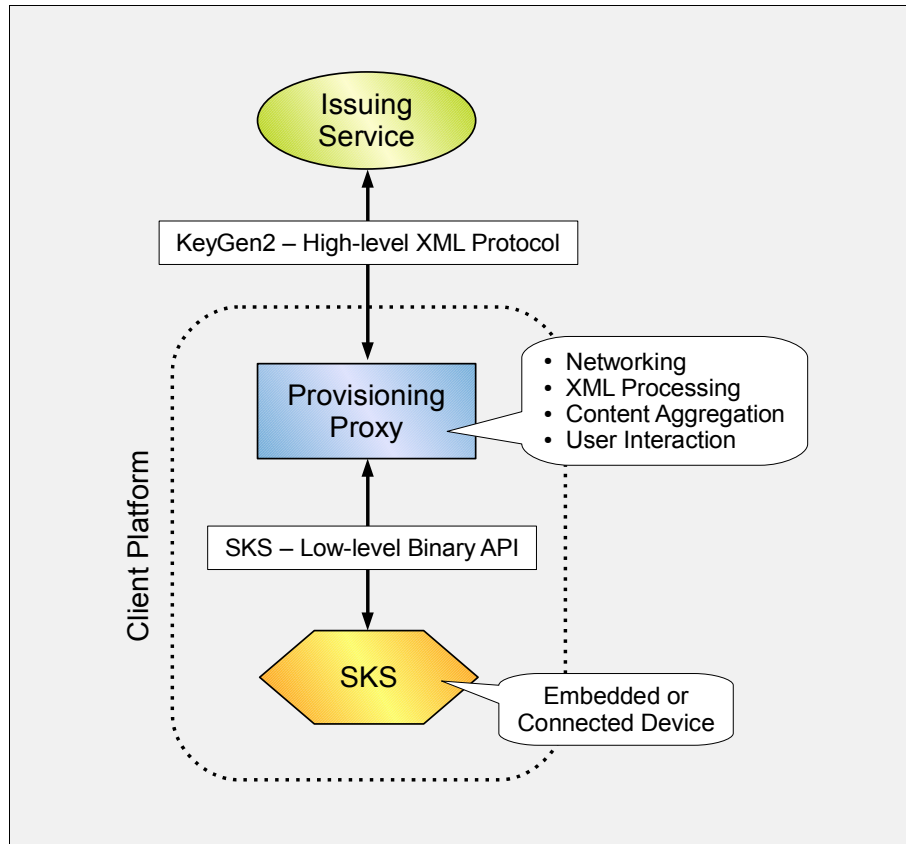 Issuing
Service
KeyGen2 – High-level XML Protocol
• Networking
• XML Processing
• Content Aggregation
• User Interaction
Provisioning
Proxy
Client Platform
SKS – Low-level Binary API
SKS
Embedded or
Connected Device